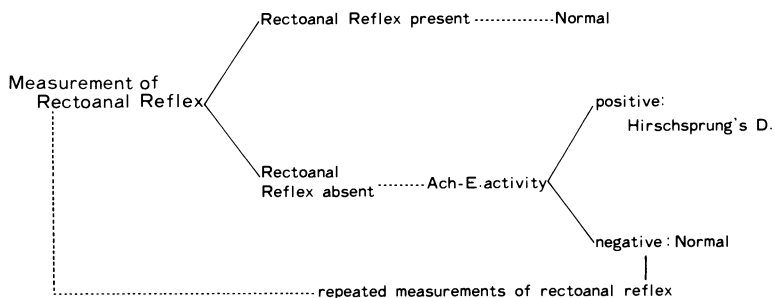 Rectoanal Reflex present
Normal
Measurement of
Rectoanal Reflex
positive:
Hirschsprung's D.
Rectoanal
Reflex absent
Ach-E.activity
negative: Normal
repeated measurements of rectoanal reflex